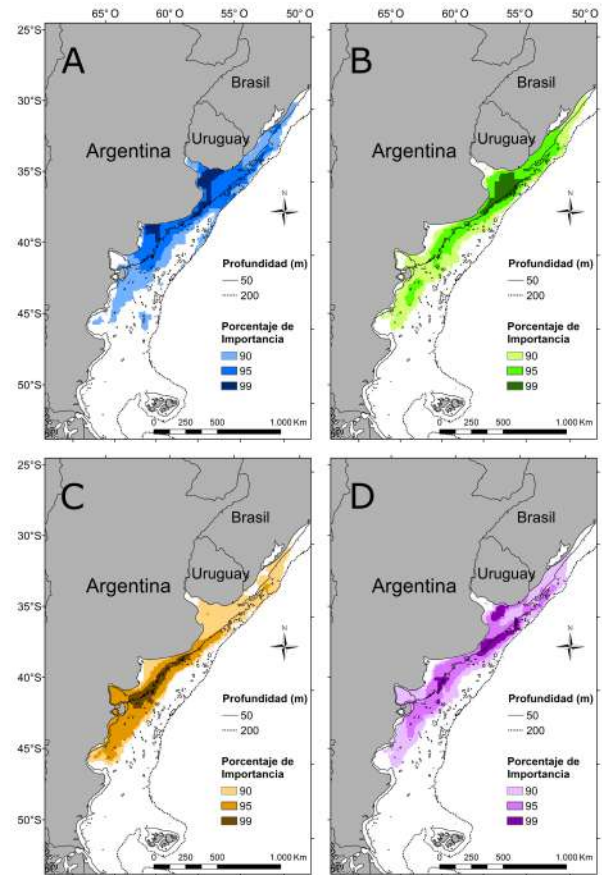 65°O 60°O 55°O 50°O
65°O 60°O 55°O 50°O
A
B
Brasil
Brasil
25°S
30°S
Uruguay
Uruguay
Argentina
Argentina
35°S
N
N
40°S
Profundidad (m)
50
200
Profundidad (m)
50
200
45°S
Porcentaje de
Importancia
90
95
99
Porcentaje de
Importancia
90
95
99
50°S
0 250 500 1.000 Km
0 250 500 1.000 Km
25°S
C
D
Brasil
Brasil
30°S
Uruguay
Uruguay
Argentina
Argentina
35°S
N
N
40°S
Profundidad (m)
50
200
Profundidad (m)
50
200
45°S
Porcentaje de
Importancia
90
95
99
Porcentaje de
Importancia
90
95
99
50°S
0 250 500 1.000 Km
0 250 500 1.000 Km